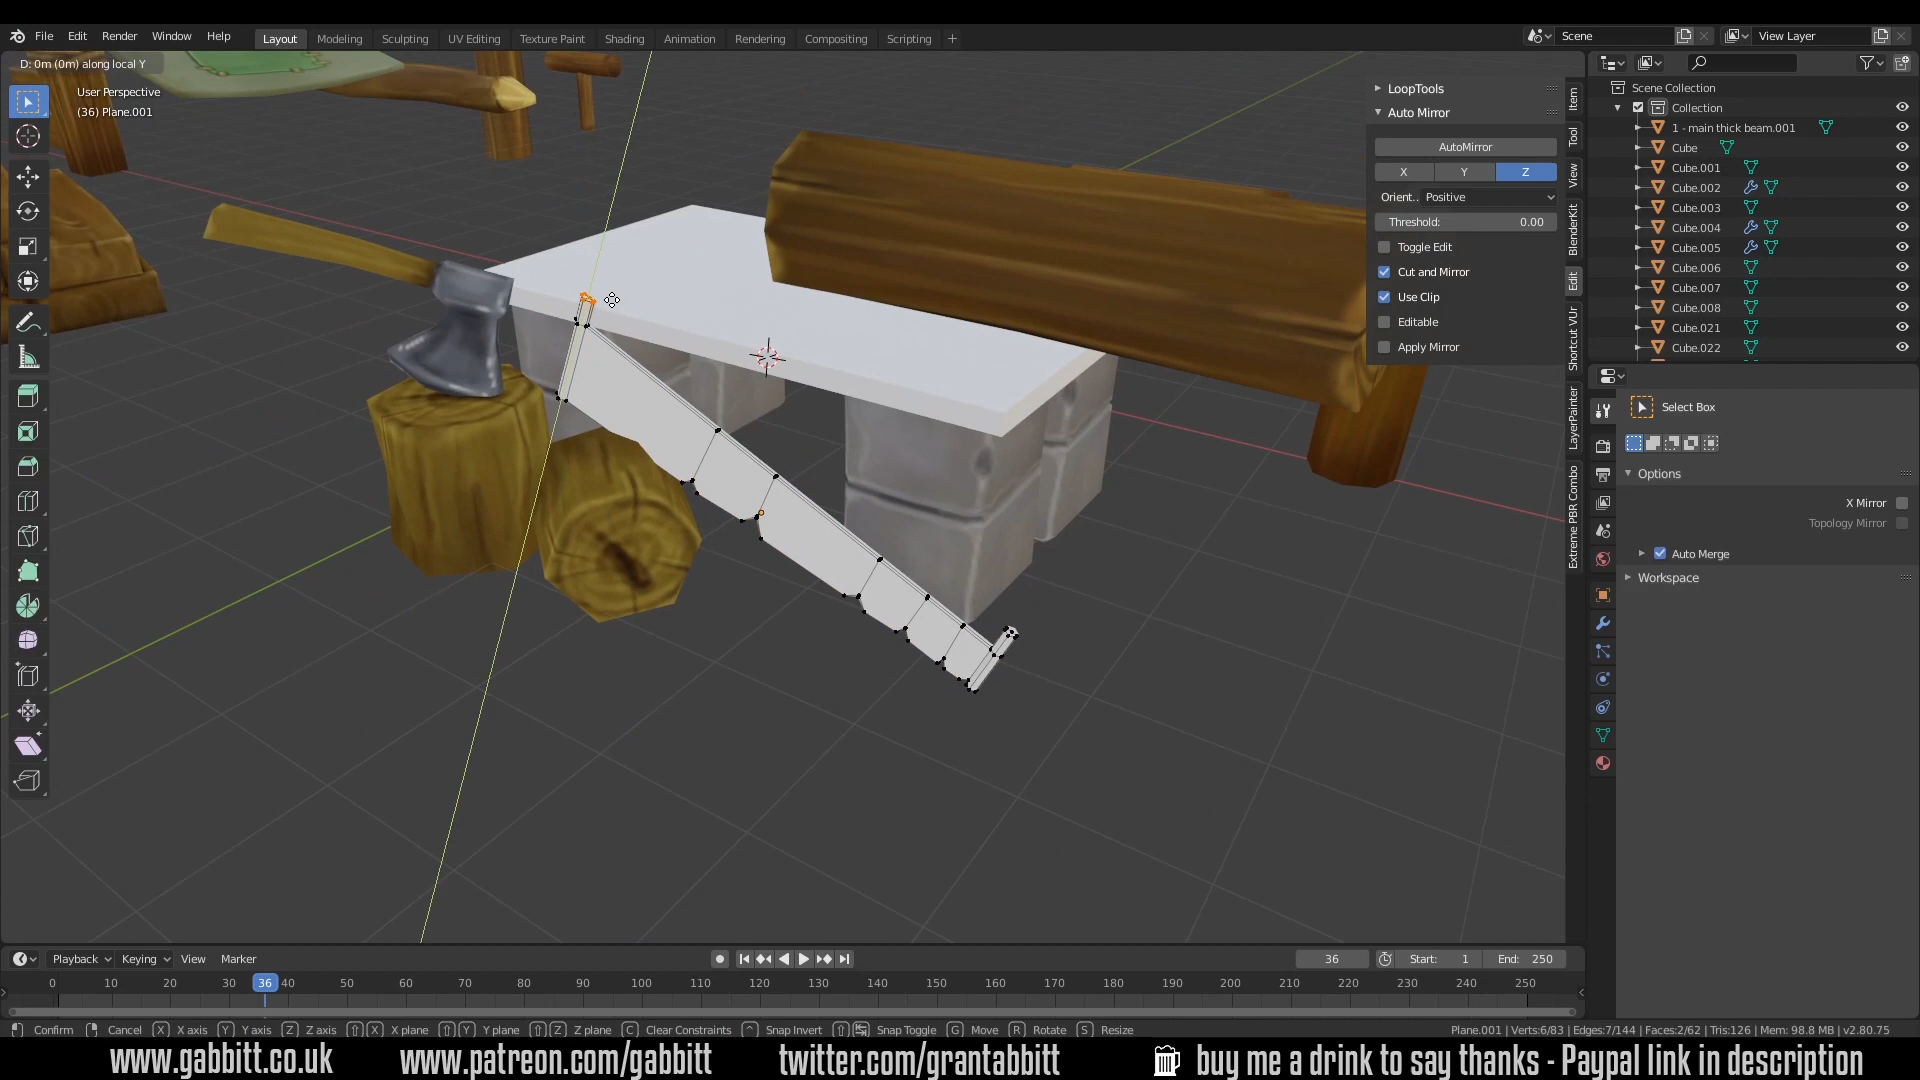 File Edit Render Window Help Layout Modeling Sculpting UV Editing Texture Paint Shading Animation Rendering Compositing Scripting + Scene View Layer
D: 0m (0m) along local Y
User Perspective
(36) Plane.001
LoopTools
Auto Mirror
AutoMirror
X Y Z
Orient.. Positive
Threshold: 0.00
Toggle Edit
Cut and Mirror
Use Clip
Editable
Apply Mirror
Item
Tool
View
BlenderKit
Edit
Shortcut VUr
LayerPainter
Extreme PBR Combo
Scene Collection
Collection
1 - main thick beam.001
Cube
Cube.001
Cube.002
Cube.003
Cube.004
Cube.005
Cube.006
Cube.007
Cube.008
Cube.021
Cube.022
Select Box
Options
X Mirror
Topology Mirror
Auto Merge
Workspace
Playback Keying View Marker 36 Start: 1 End: 250
0 10 20 30 36 40 50 60 70 80 90 100 110 120 130 140 150 160 170 180 190 200 210 220 230 240 250
Confirm Cancel X X axis Y Y axis Z Z axis X X plane Y Y plane Z Z plane C Clear Constraints ^ Snap Invert Snap Toggle G Move R Rotate S Resize Plane.001 | Verts:6/83 | Edges:7/144 | Faces:2/62 | Tris:126 | Mem: 98.8 MB | v2.80.75
www.gabbitt.co.uk www.patreon.com/gabbitt twitter.com/grantabbitt buy me a drink to say thanks - Paypal link in description